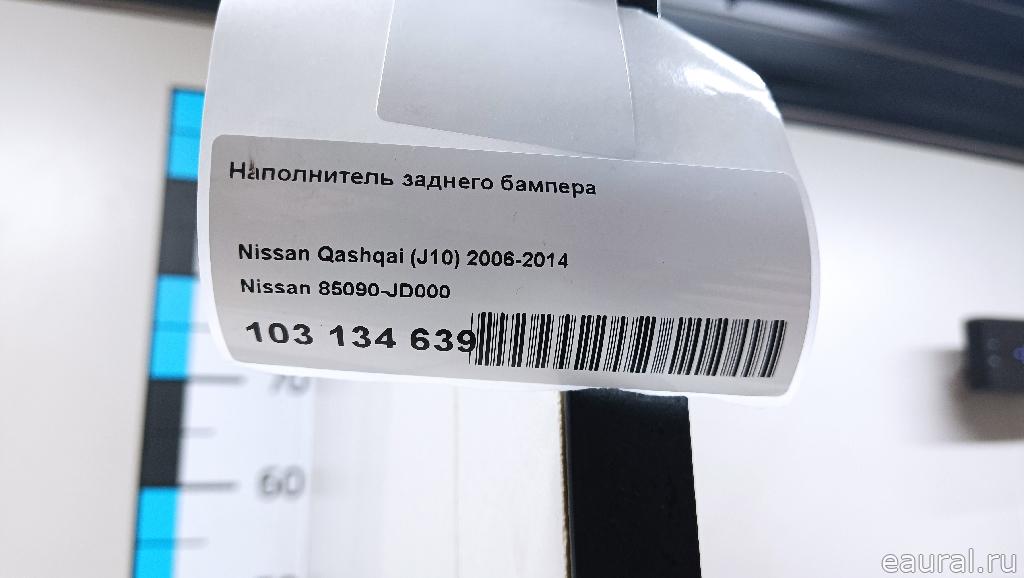 Наполнитель заднего бампера
Nissan Qashqai (J10) 2006-2014
Nissan 85090-JD000
103 134 639
70
60
eaural.ru